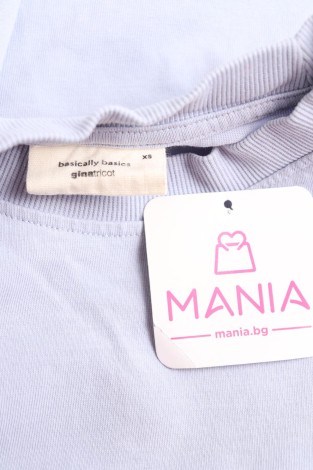 XS
basically basics
ginatricot
MANIA
mania.bg